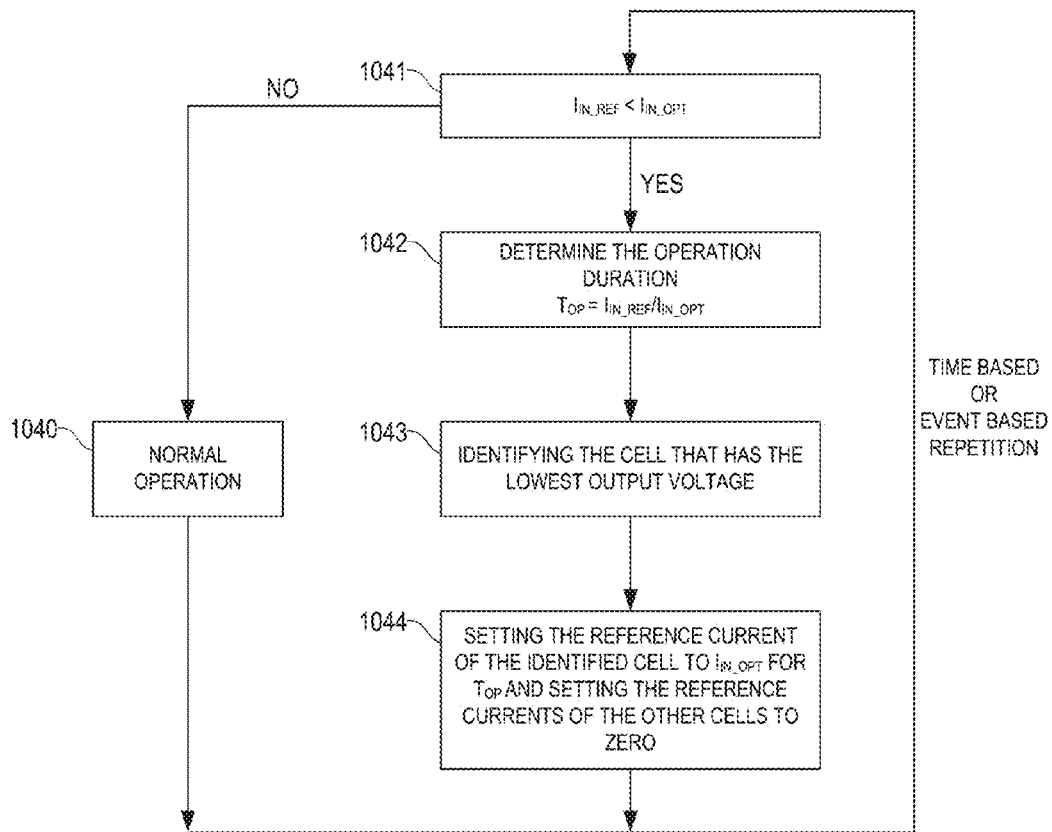 1041
NO
I_IN_REF < I_IN_OPT
YES
1042
DETERMINE THE OPERATION
DURATION
T_OP = I_IN_REF/I_IN_OPT
TIME BASED
OR
EVENT BASED
REPETITION
1040
NORMAL
OPERATION
1043
IDENTIFYING THE CELL THAT HAS THE
LOWEST OUTPUT VOLTAGE
1044
SETTING THE REFERENCE CURRENT
OF THE IDENTIFIED CELL TO I_IN_OPT FOR
T_OP AND SETTING THE REFERENCE
CURRENTS OF THE OTHER CELLS TO
ZERO